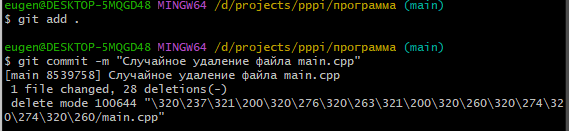 eugen@DESKTOP-5MQGD48 MINGW64 /d/projects/pppi/программа (main)
$ git add .
eugen@DESKTOP-5MQGD48 MINGW64 /d/projects/pppi/программа (main)
$ git commit -m "Случайное удаление файла main.cpp"
[main 8539758] Случайное удаление файла main.cpp
 1 file changed, 28 deletions(-)
 delete mode 100644 "\320\237\321\200\320\276\320\263\321\200\320\260\320\274\32
0\274\320\260/main.cpp"